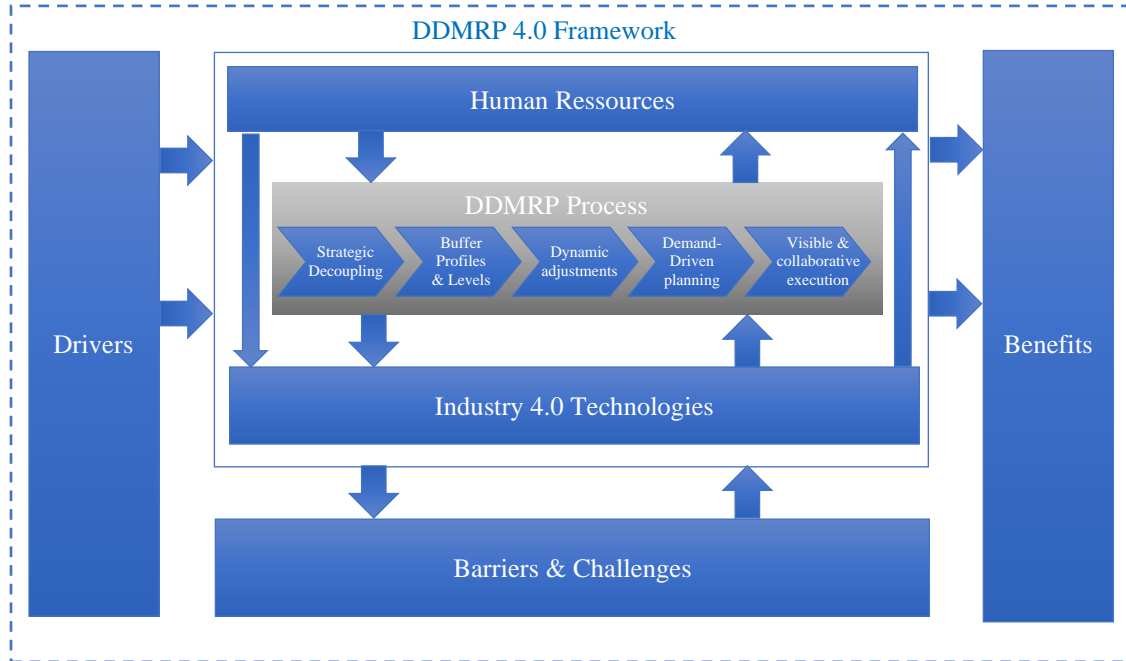 DDMRP 4.0 Framework
Human Ressources
DDMRP Process
Strategic
Decoupling
Buffer
Profiles
& Levels
Dynamic
adjustments
Demand-
Driven
planning
Visible &
collaborative
execution
Drivers
Benefits
Industry 4.0 Technologies
Barriers & Challenges